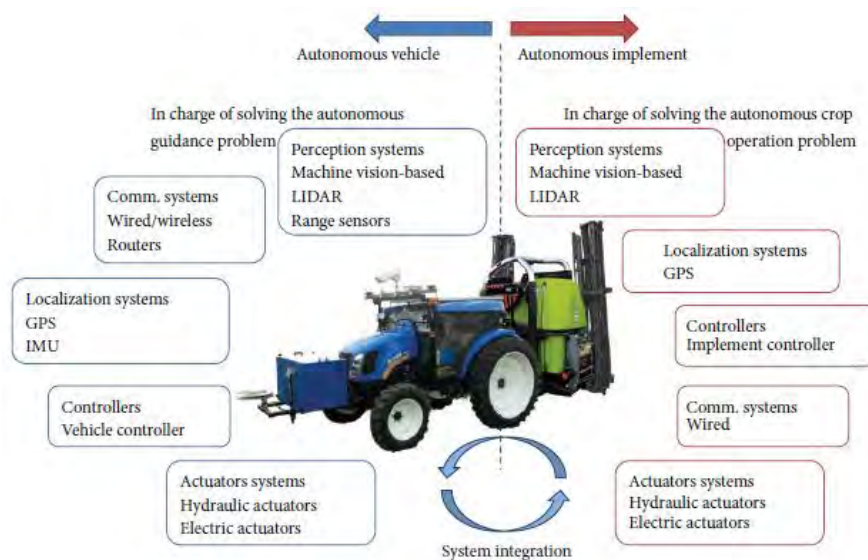 Autonomous vehicle
Autonomous implement
In charge of solving the autonomous
guidance problem
In charge of solving the autonomous crop
operation problem
Perception systems
Machine vision-based
LIDAR
Range sensors
Perception systems
Machine vision-based
LIDAR
Comm. systems
Wired/wireless
Routers
Localization systems
GPS
Localization systems
GPS
IMU
Controllers
Implement controller
Controllers
Vehicle controller
Comm. systems
Wired
Actuators systems
Hydraulic actuators
Electric actuators
Actuators systems
Hydraulic actuators
Electric actuators
System integration